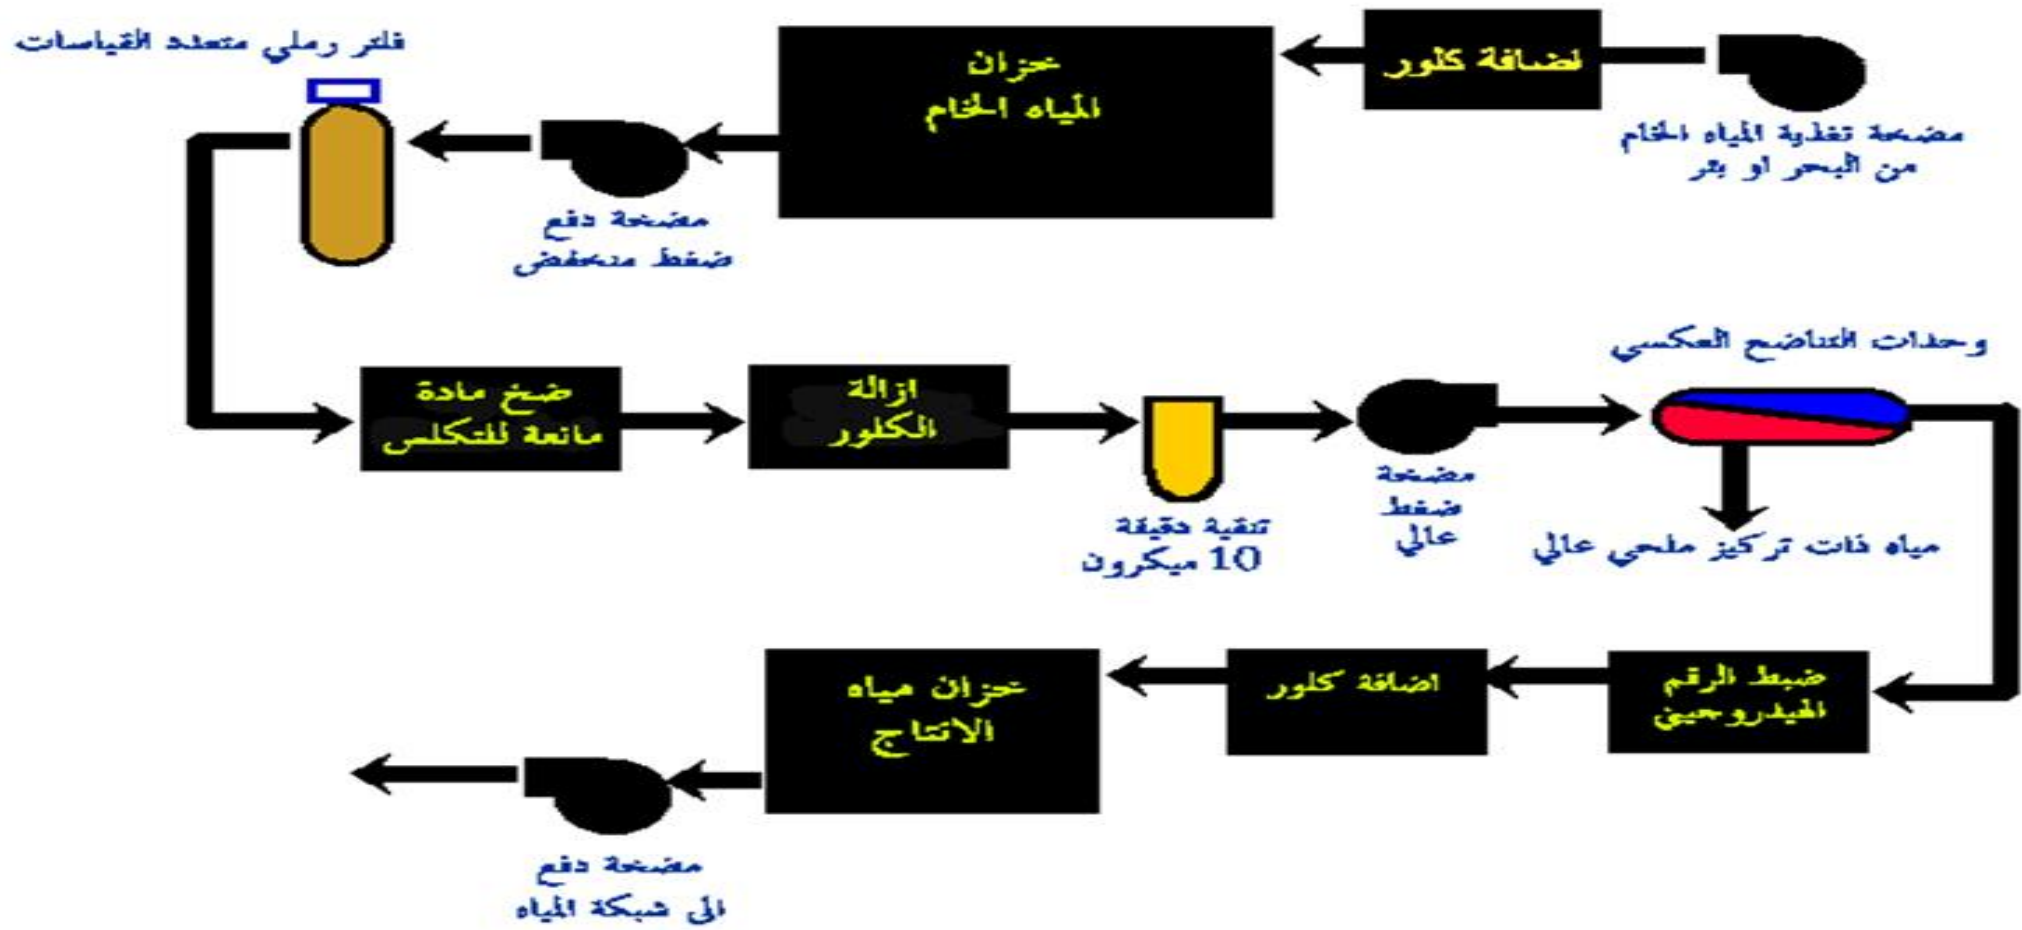 مضخة تغذية المياه الخام
من البحر او بئر
اضافة كلور
خزان
المياه الخام
مضخة دفع
ضغط منخفض
فلتر رملي متعدد القياسات
ضخ مادة
مانعة للتكلس
ازالة
الكلور
تنقية دقيقة
10 ميكرون
مضخة
ضغط
عالي
وحدات التناضح العكسي
مياه ذات تركيز ملحي عالي
ضبط الرقم
الهيدروجيني
اضافة كلور
خزان مياه
الانتاج
مضخة دفع
الى شبكة المياه